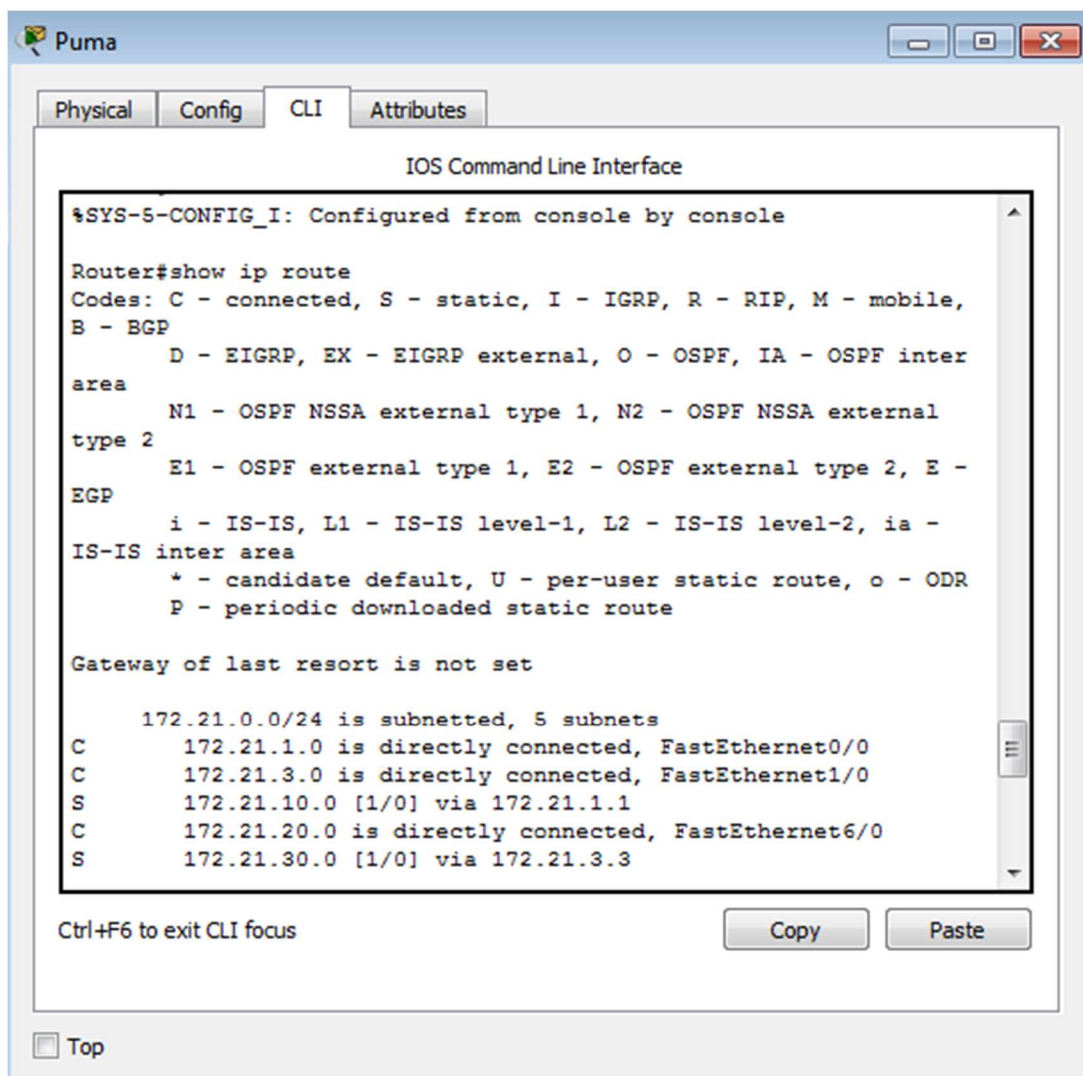 Puma
Physical Config CLI Attributes
IOS Command Line Interface
%SYS-5-CONFIG_I: Configured from console by console
Router#show ip route
Codes: C - connected, S - static, I - IGRP, R - RIP, M - mobile,
B - BGP
D - EIGRP, EX - EIGRP external, O - OSPF, IA - OSPF inter
area
N1 - OSPF NSSA external type 1, N2 - OSPF NSSA external
type 2
E1 - OSPF external type 1, E2 - OSPF external type 2, E -
EGP
i - IS-IS, L1 - IS-IS level-1, L2 - IS-IS level-2, ia -
IS-IS inter area
* - candidate default, U - per-user static route, o - ODR
P - periodic downloaded static route
Gateway of last resort is not set
172.21.0.0/24 is subnetted, 5 subnets
C 172.21.1.0 is directly connected, FastEthernet0/0
C 172.21.3.0 is directly connected, FastEthernet1/0
S 172.21.10.0 [1/0] via 172.21.1.1
C 172.21.20.0 is directly connected, FastEthernet6/0
S 172.21.30.0 [1/0] via 172.21.3.3
Ctrl+F6 to exit CLI focus Copy Paste
Top